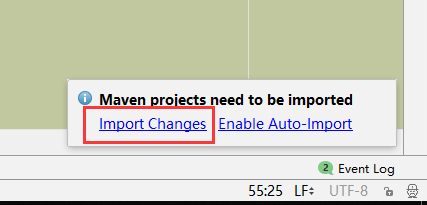 Maven projects need to be imported
Import Changes Enable Auto-Import
2 Event Log
55:25 LF UTF-8